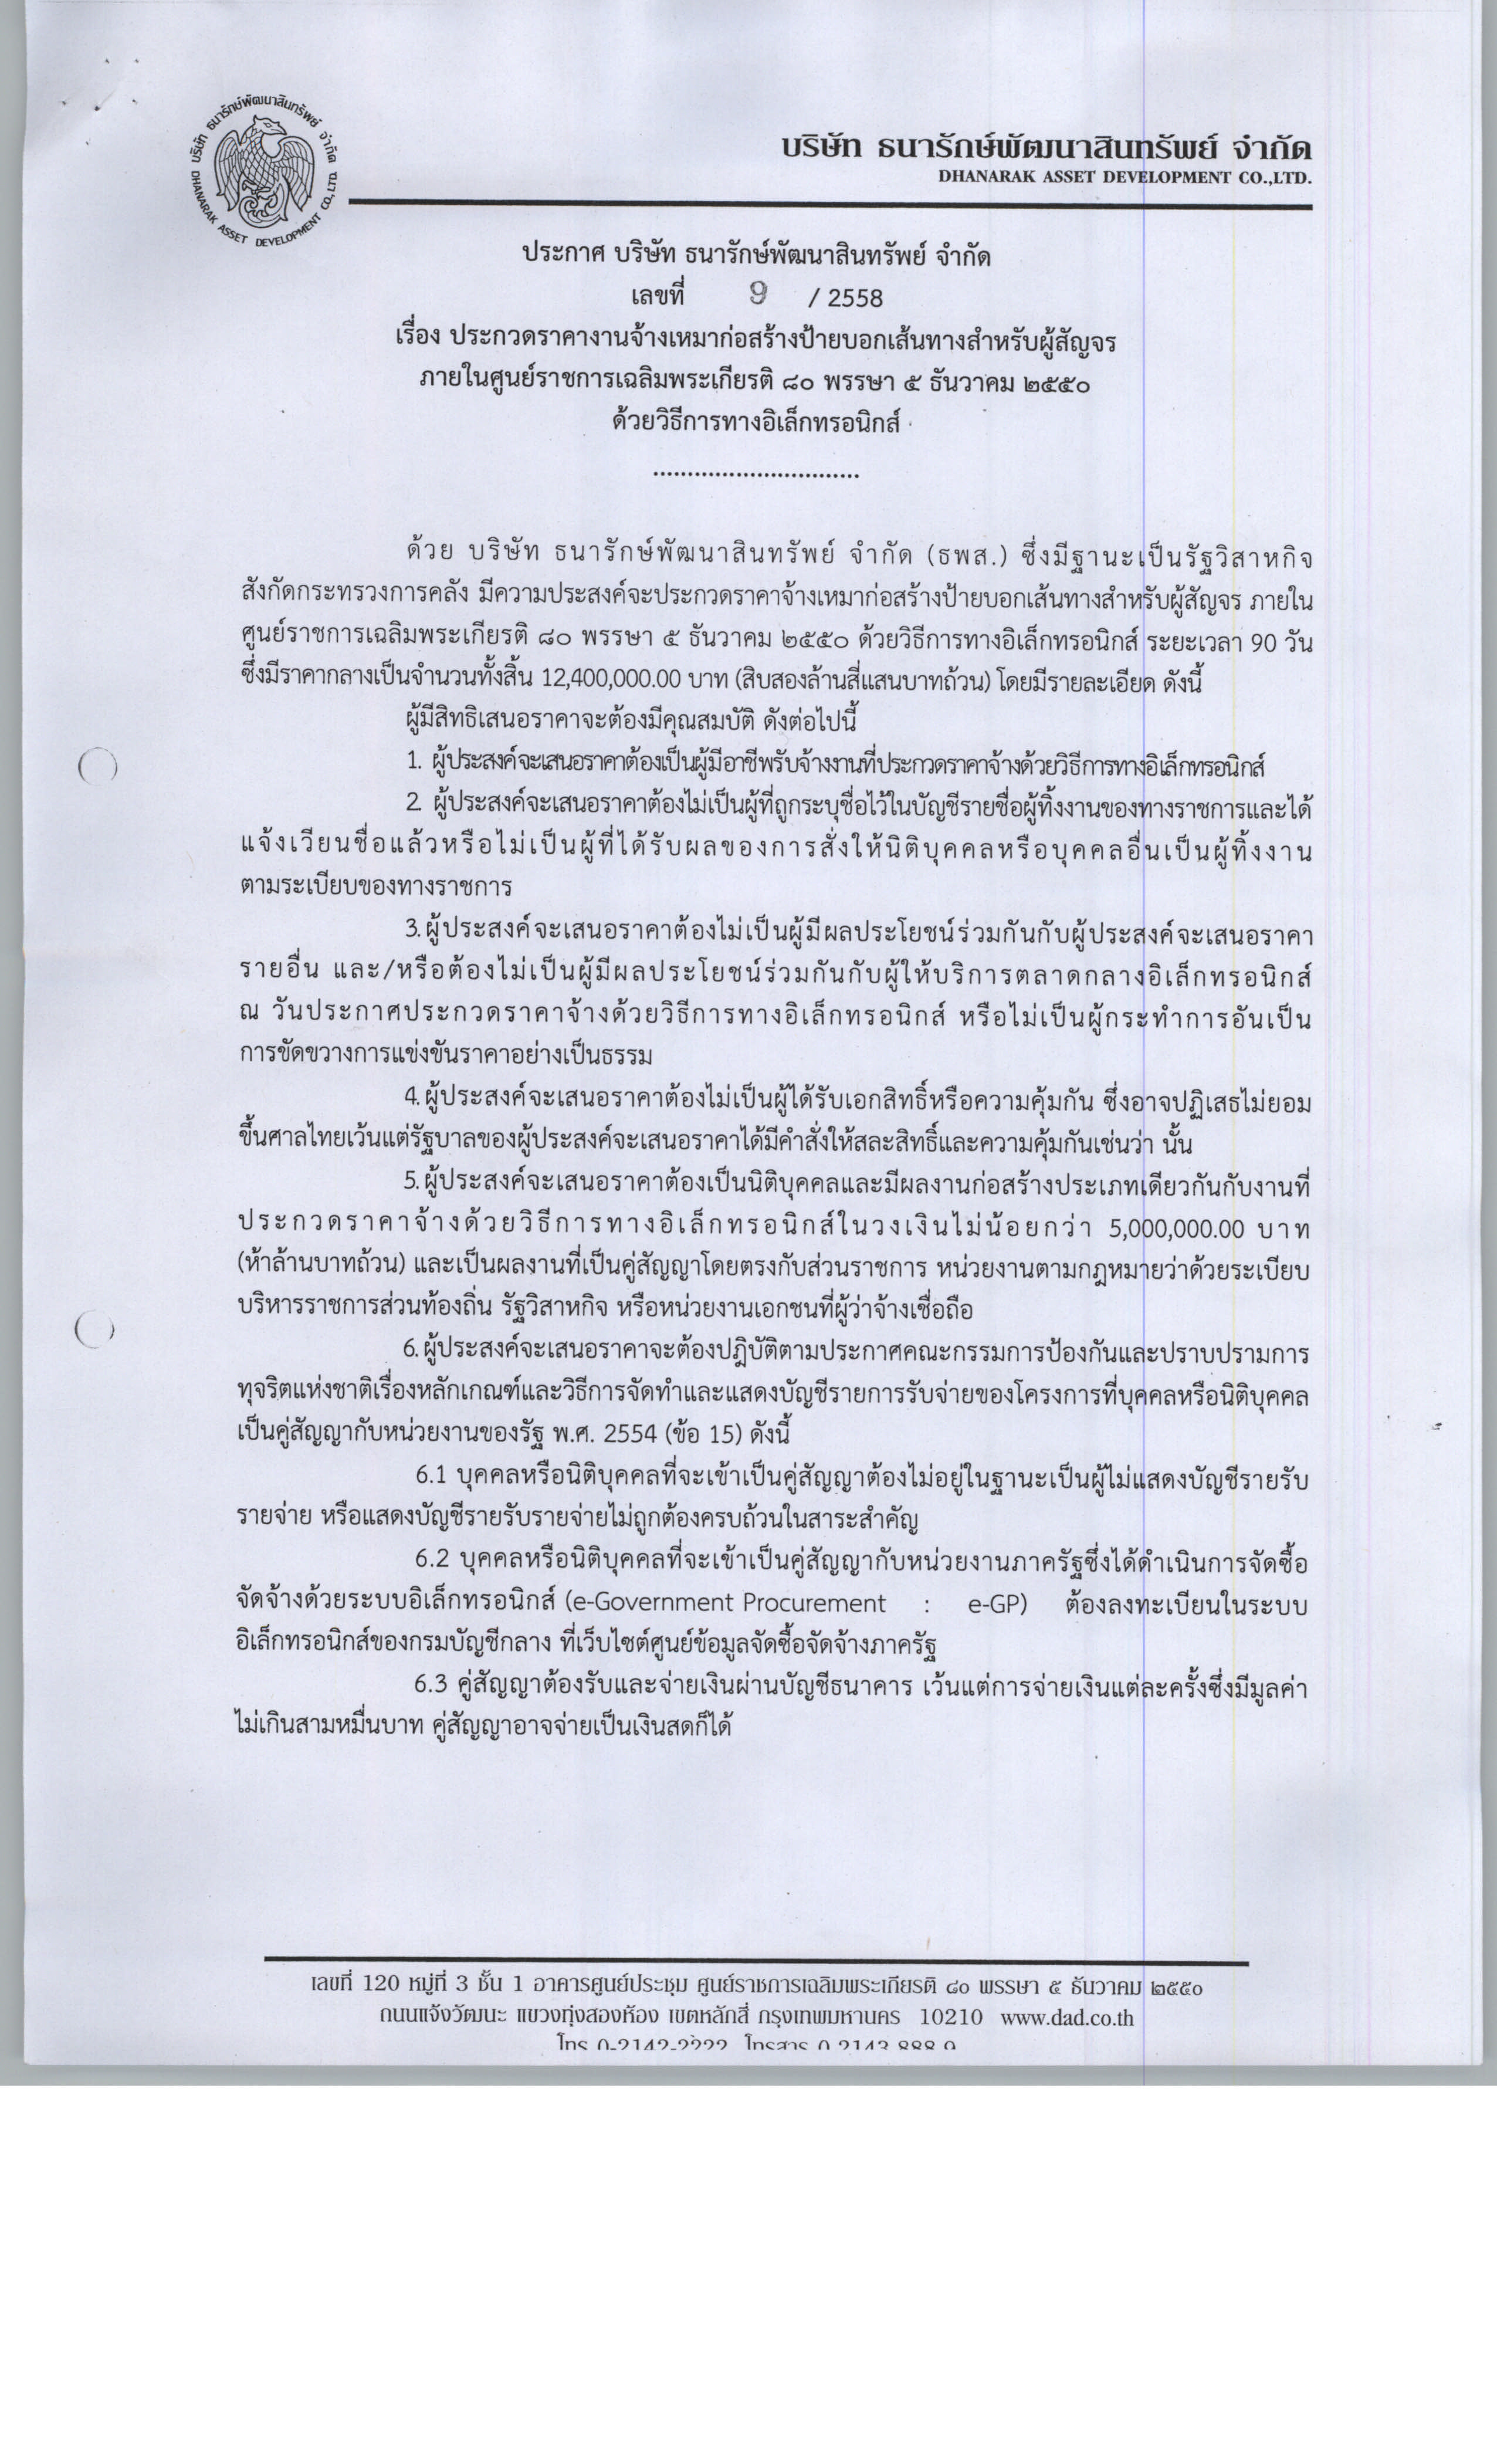 บริษัท ธนารักษ์พัฒนาสินทรัพย์ จำกัด
DHANARAK ASSET DEVELOPMENT CO.,LTD.
บริษัท ธนารักษ์พัฒนาสินทรัพย์ จำกัด
DHANARAK ASSET DEVELOPMENT CO.,LTD.
ประกาศ บริษัท ธนารักษ์พัฒนาสินทรัพย์ จำกัด
เลขที่ 9 / 2558
เรื่อง ประกวดราคางานจ้างเหมาก่อสร้างป้ายบอกเส้นทางสำหรับผู้สัญจร
ภายในศูนย์ราชการเฉลิมพระเกียรติ ๘๐ พรรษา ๕ ธันวาคม ๒๕๕๐
ด้วยวิธีการทางอิเล็กทรอนิกส์
..............................
ด้วย บริษัท ธนารักษ์พัฒนาสินทรัพย์ จำกัด (ธพส.) ซึ่งมีฐานะเป็นรัฐวิสาหกิจ
สังกัดกระทรวงการคลัง มีความประสงค์จะประกวดราคาจ้างเหมาก่อสร้างป้ายบอกเส้นทางสำหรับผู้สัญจร ภายใน
ศูนย์ราชการเฉลิมพระเกียรติ ๘๐ พรรษา ๕ ธันวาคม ๒๕๕๐ ด้วยวิธีการทางอิเล็กทรอนิกส์ ระยะเวลา 90 วัน
ซึ่งมีราคากลางเป็นจำนวนทั้งสิ้น 12,400,000.00 บาท (สิบสองล้านสี่แสนบาทถ้วน) โดยมีรายละเอียด ดังนี้
ผู้มีสิทธิเสนอราคาจะต้องมีคุณสมบัติ ดังต่อไปนี้
1. ผู้ประสงค์จะเสนอราคาต้องเป็นผู้มีอาชีพรับจ้างงานที่ประกวดราคาจ้างด้วยวิธีการทางอิเล็กทรอนิกส์
2. ผู้ประสงค์จะเสนอราคาต้องไม่เป็นผู้ที่ถูกระบุชื่อไว้ในบัญชีรายชื่อผู้ทิ้งงานของทางราชการและได้
แจ้งเวียนชื่อแล้วหรือไม่เป็นผู้ที่ได้รับผลของการสั่งให้นิติบุคคลหรือบุคคลอื่นเป็นผู้ทิ้งงาน
ตามระเบียบของทางราชการ
3. ผู้ประสงค์จะเสนอราคาต้องไม่เป็นผู้มีผลประโยชน์ร่วมกันกับผู้ประสงค์จะเสนอราคา
รายอื่น และ/หรือต้องไม่เป็นผู้มีผลประโยชน์ร่วมกันกับผู้ให้บริการตลาดกลางอิเล็กทรอนิกส์
ณ วันประกาศประกวดราคาจ้างด้วยวิธีการทางอิเล็กทรอนิกส์ หรือไม่เป็นผู้กระทำการอันเป็น
การขัดขวางการแข่งขันราคาอย่างเป็นธรรม
4. ผู้ประสงค์จะเสนอราคาต้องไม่เป็นผู้ได้รับเอกสิทธิ์หรือความคุ้มกัน ซึ่งอาจปฏิเสธไม่ยอม
ขึ้นศาลไทยเว้นแต่รัฐบาลของผู้ประสงค์จะเสนอราคาได้มีคำสั่งให้สละสิทธิ์และความคุ้มกันเช่นว่า นั้น
5. ผู้ประสงค์จะเสนอราคาต้องเป็นนิติบุคคลและมีผลงานก่อสร้างประเภทเดียวกันกับงานที่
ประกวดราคาจ้างด้วยวิธีการทางอิเล็กทรอนิกส์ในวงเงินไม่น้อยกว่า 5,000,000.00 บาท
(ห้าล้านบาทถ้วน) และเป็นผลงานที่เป็นคู่สัญญาโดยตรงกับส่วนราชการ หน่วยงานตามกฎหมายว่าด้วยระเบียบ
บริหารราชการส่วนท้องถิ่น รัฐวิสาหกิจ หรือหน่วยงานเอกชนที่ผู้ว่าจ้างเชื่อถือ
6. ผู้ประสงค์จะเสนอราคาจะต้องปฏิบัติตามประกาศคณะกรรมการป้องกันและปราบปรามการ
ทุจริตแห่งชาติเรื่องหลักเกณฑ์และวิธีการจัดทำและแสดงบัญชีรายการรับจ่ายของโครงการที่บุคคลหรือนิติบุคคล
เป็นคู่สัญญากับหน่วยงานของรัฐ พ.ศ. 2554 (ข้อ 15) ดังนี้
6.1 บุคคลหรือนิติบุคคลที่จะเข้าเป็นคู่สัญญาต้องไม่อยู่ในฐานะเป็นผู้ไม่แสดงบัญชีรายรับ
รายจ่าย หรือแสดงบัญชีรายรับรายจ่ายไม่ถูกต้องครบถ้วนในสาระสำคัญ
6.2 บุคคลหรือนิติบุคคลที่จะเข้าเป็นคู่สัญญากับหน่วยงานภาครัฐซึ่งได้ดำเนินการจัดซื้อ
จัดจ้างด้วยระบบอิเล็กทรอนิกส์ (e-Government Procurement : e-GP) ต้องลงทะเบียนในระบบ
อิเล็กทรอนิกส์ของกรมบัญชีกลาง ที่เว็บไซต์ศูนย์ข้อมูลจัดซื้อจัดจ้างภาครัฐ
6.3 คู่สัญญาต้องรับและจ่ายเงินผ่านบัญชีธนาคาร เว้นแต่การจ่ายเงินแต่ละครั้งซึ่งมีมูลค่า
ไม่เกินสามหมื่นบาท คู่สัญญาอาจจ่ายเป็นเงินสดก็ได้
เลขที่ 120 หมู่ที่ 3 ชั้น 1 อาคารศูนย์ประชุม ศูนย์ราชการเฉลิมพระเกียรติ ๘๐ พรรษา ๕ ธันวาคม ๒๕๕๐
ถนนแจ้งวัฒนะ แขวงทุ่งสองห้อง เขตหลักสี่ กรุงเทพมหานคร 10210 www.dad.co.th
โทร 0-2142-2222 โทรสาร